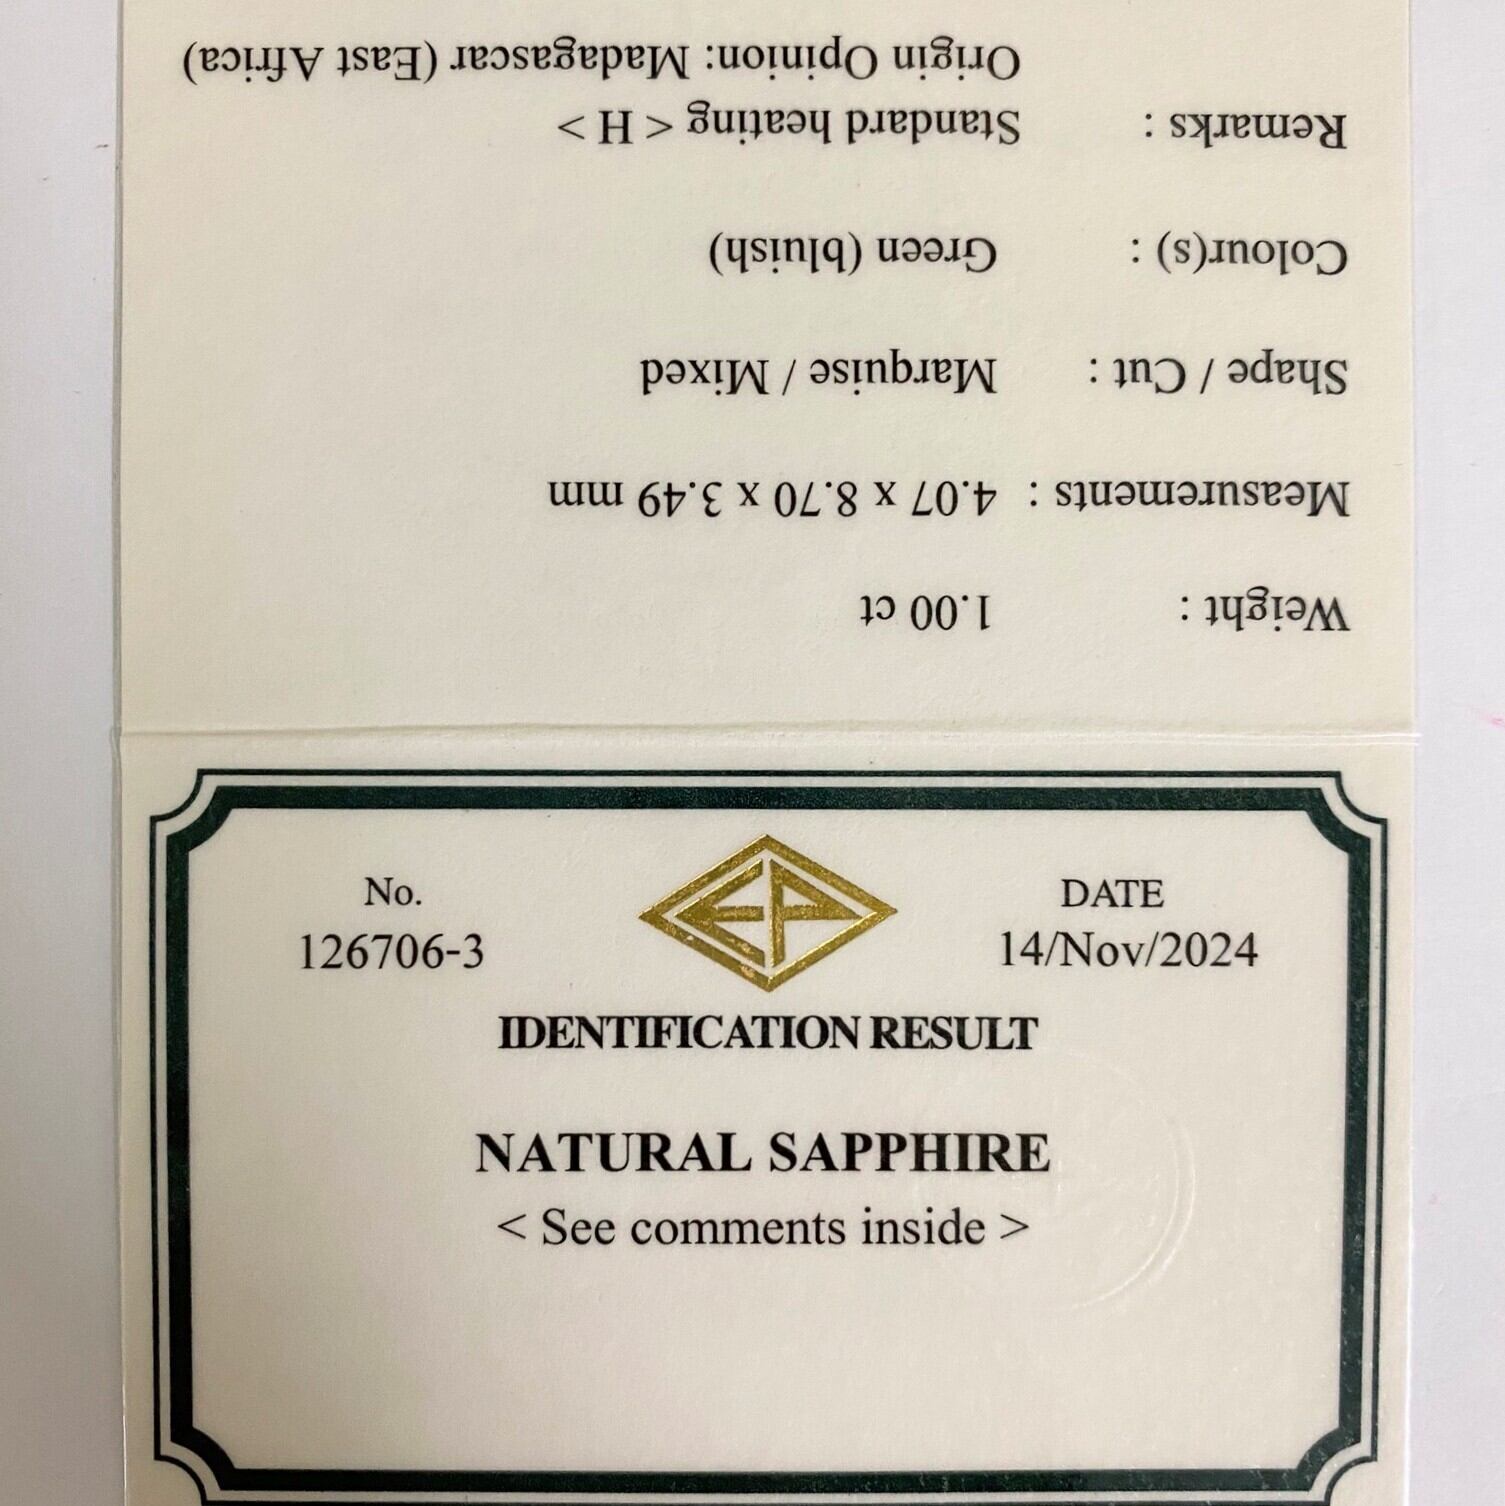 Weight : 1.00 ct
Measurements : 4.07 x 8.70 x 3.49 mm
Shape / Cut : Marquise / Mixed
Colour(s) : Green (bluish)
Remarks : Standard heating < H >
Origin Opinion: Madagascar (East Africa)
No.
126706-3
EP
DATE
14/Nov/2024
IDENTIFICATION RESULT
NATURAL SAPPHIRE
< See comments inside >